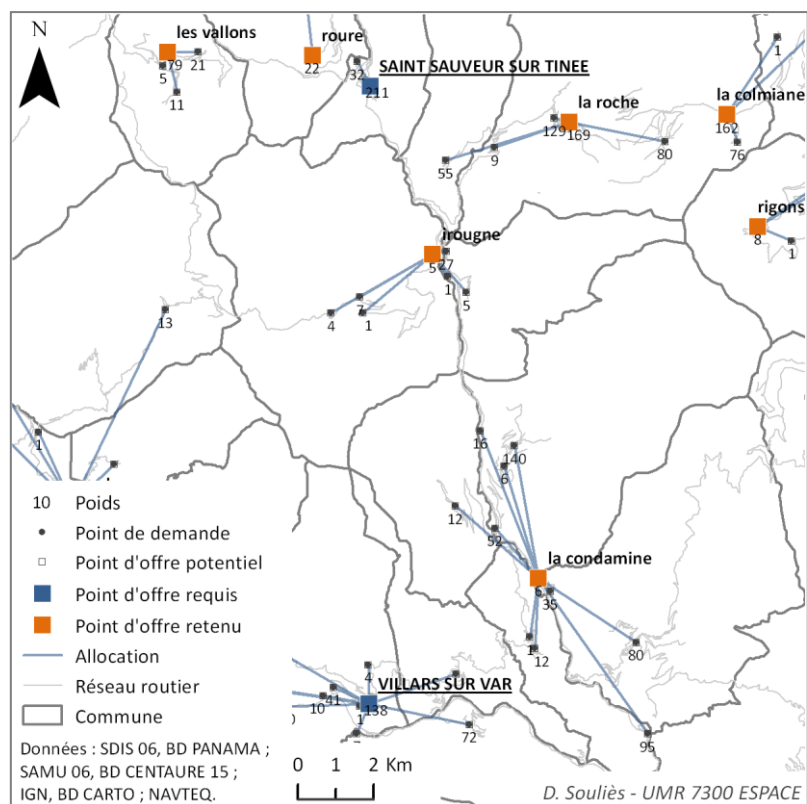 N
les vallons
79
21
5
11
roure
22
32
SAINT SAUVEUR SUR TINEE
211
la roche
129
169
9
55
80
la colmiane
1
162
76
rigons
8
1
irougne
5
27
1
5
7
4
1
13
1
16
140
6
12
52
la condamine
6
35
1
12
80
95
4
VILLARS SUR VAR
41
10
1
138
72
10 Poids
Point de demande
Point d'offre potentiel
Point d'offre requis
Point d'offre retenu
Allocation
Réseau routier
Commune
Données : SDIS 06, BD PANAMA ;
SAMU 06, BD CENTAURE 15 ;
IGN, BD CARTO ; NAVTEQ.
0 1 2 Km
D. Souliès - UMR 7300 ESPACE